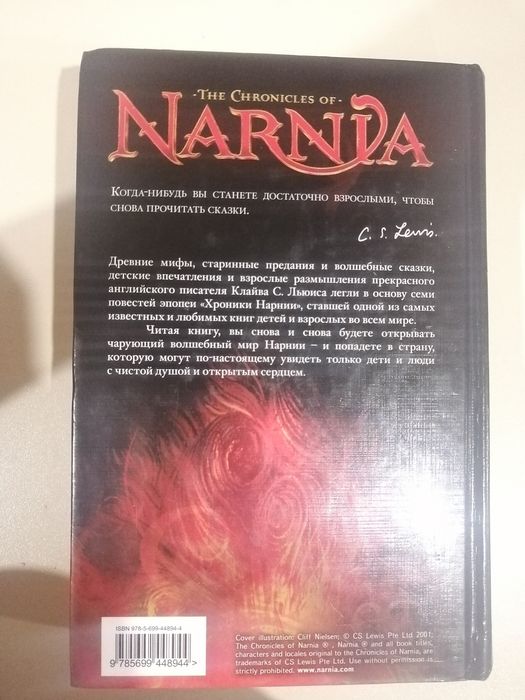 ·THE CHRONICLES OF·
NARNIA
КОГДА-НИБУДЬ ВЫ СТАНЕТЕ ДОСТАТОЧНО ВЗРОСЛЫМИ, ЧТОБЫ
СНОВА ПРОЧИТАТЬ СКАЗКИ.
C. S. Lewis.
Древние мифы, старинные предания и волшебные сказки,
детские впечатления и взрослые размышления прекрасного
английского писателя Клайва С. Льюиса легли в основу семи
повестей эпопеи «Хроники Нарнии», ставшей одной из самых
известных и любимых книг детей и взрослых во всем мире.
Читая книгу, вы снова и снова будете открывать
чарующий волшебный мир Нарнии – и попадете в страну,
которую могут по-настоящему увидеть только дети и люди
с чистой душой и открытым сердцем.
ISBN 978-5-699-44894-4
9 785699 448944 >
Cover illustration: Cliff Nielsen; © CS Lewis Pte Ltd 2001;
The Chronicles of Narnia ®, Narnia ® and all book titles,
characters and locales original to the Chronicles of Narnia, are
trademarks of CS Lewis Pte Ltd. Use without permission is
strictly prohibited. www.narnia.com